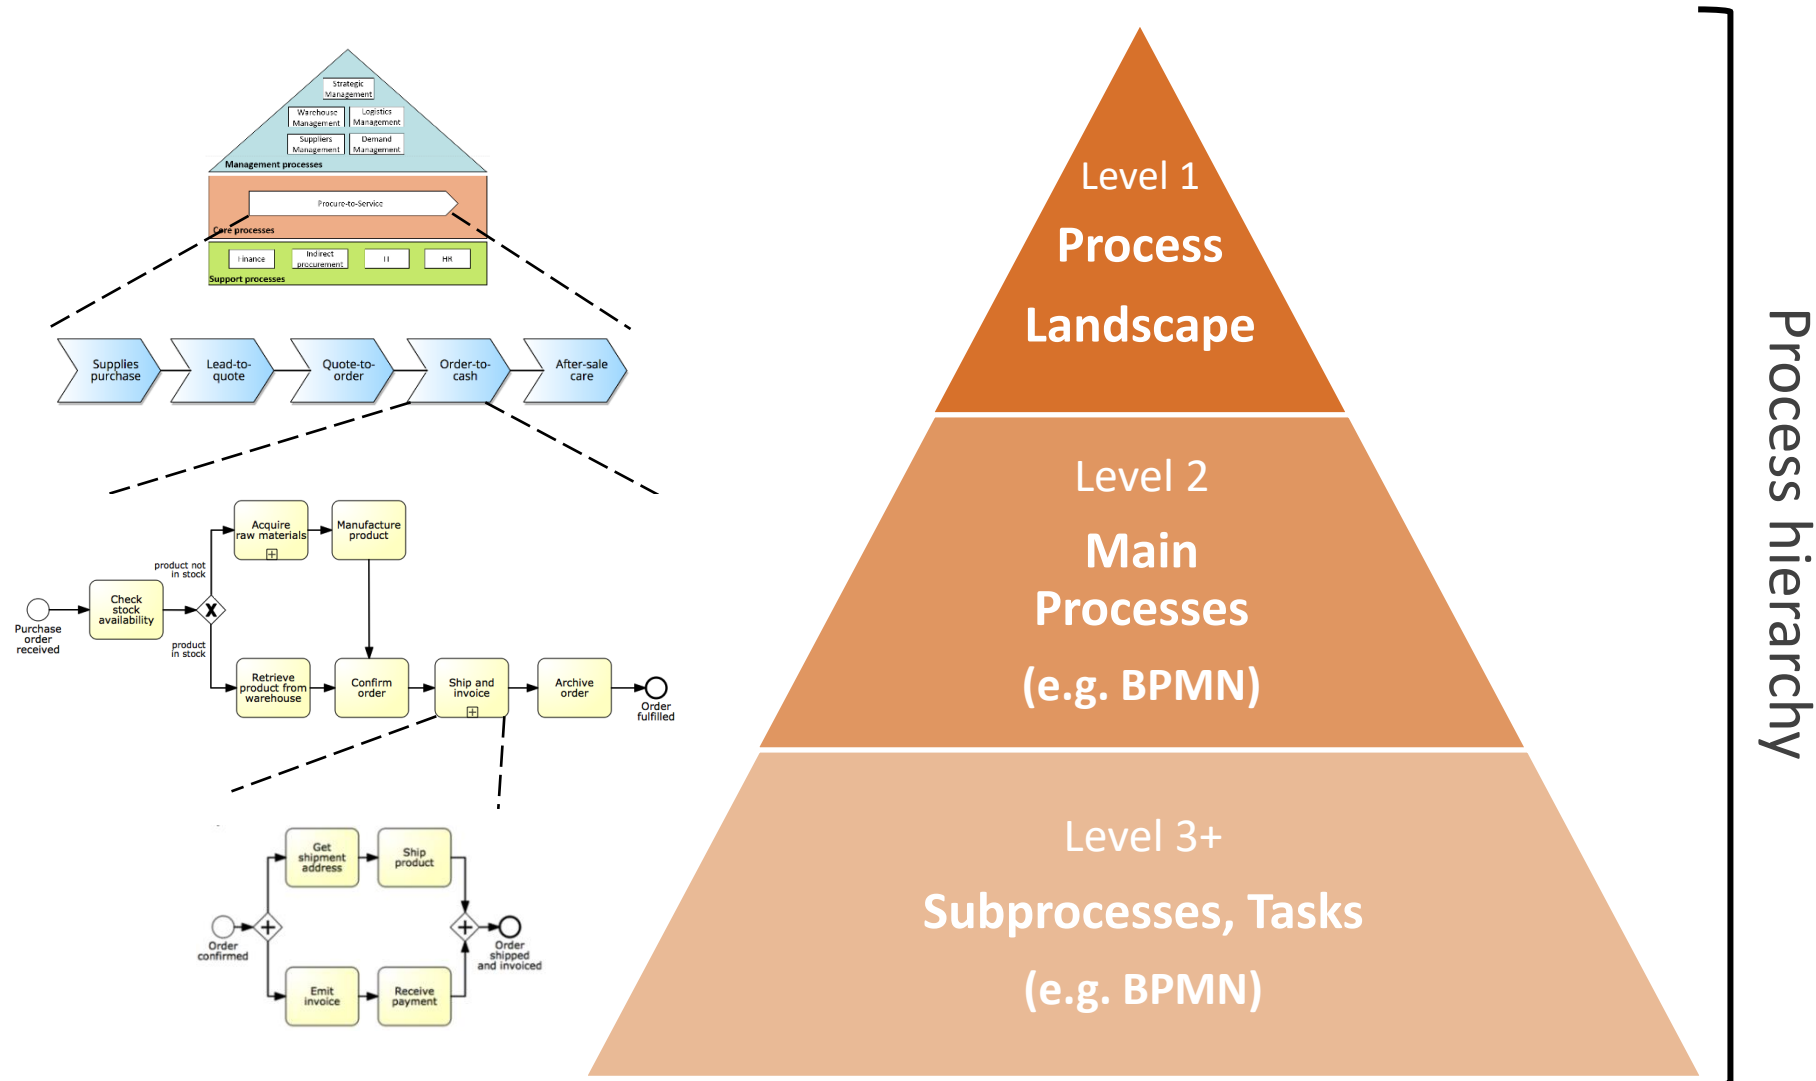 Strategic
Management
Warehouse
Management
Logistics
Management
Suppliers
Management
Demand
Management
Management processes
Procure-to-Service
Core processes
Finance
Indirect
procurement
IT
HR
Support processes
Supplies
purchase
Lead-to-
quote
Quote-to-
order
Order-to-
cash
After-sale
care
Acquire
raw materials
Manufacture
product
product not
in stock
Check
stock
availability
X
Purchase
order
received
product
in stock
Retrieve
product from
warehouse
Confirm
order
Ship and
invoice
Archive
order
Order
fulfilled
Get
shipment
address
Ship
product
Order
confirmed
Order
shipped
and invoiced
Emit
invoice
Receive
payment
Level 1
Process
Landscape
Level 2
Main
Processes
(e.g. BPMN)
Level 3+
Subprocesses, Tasks
(e.g. BPMN)
Process hierarchy